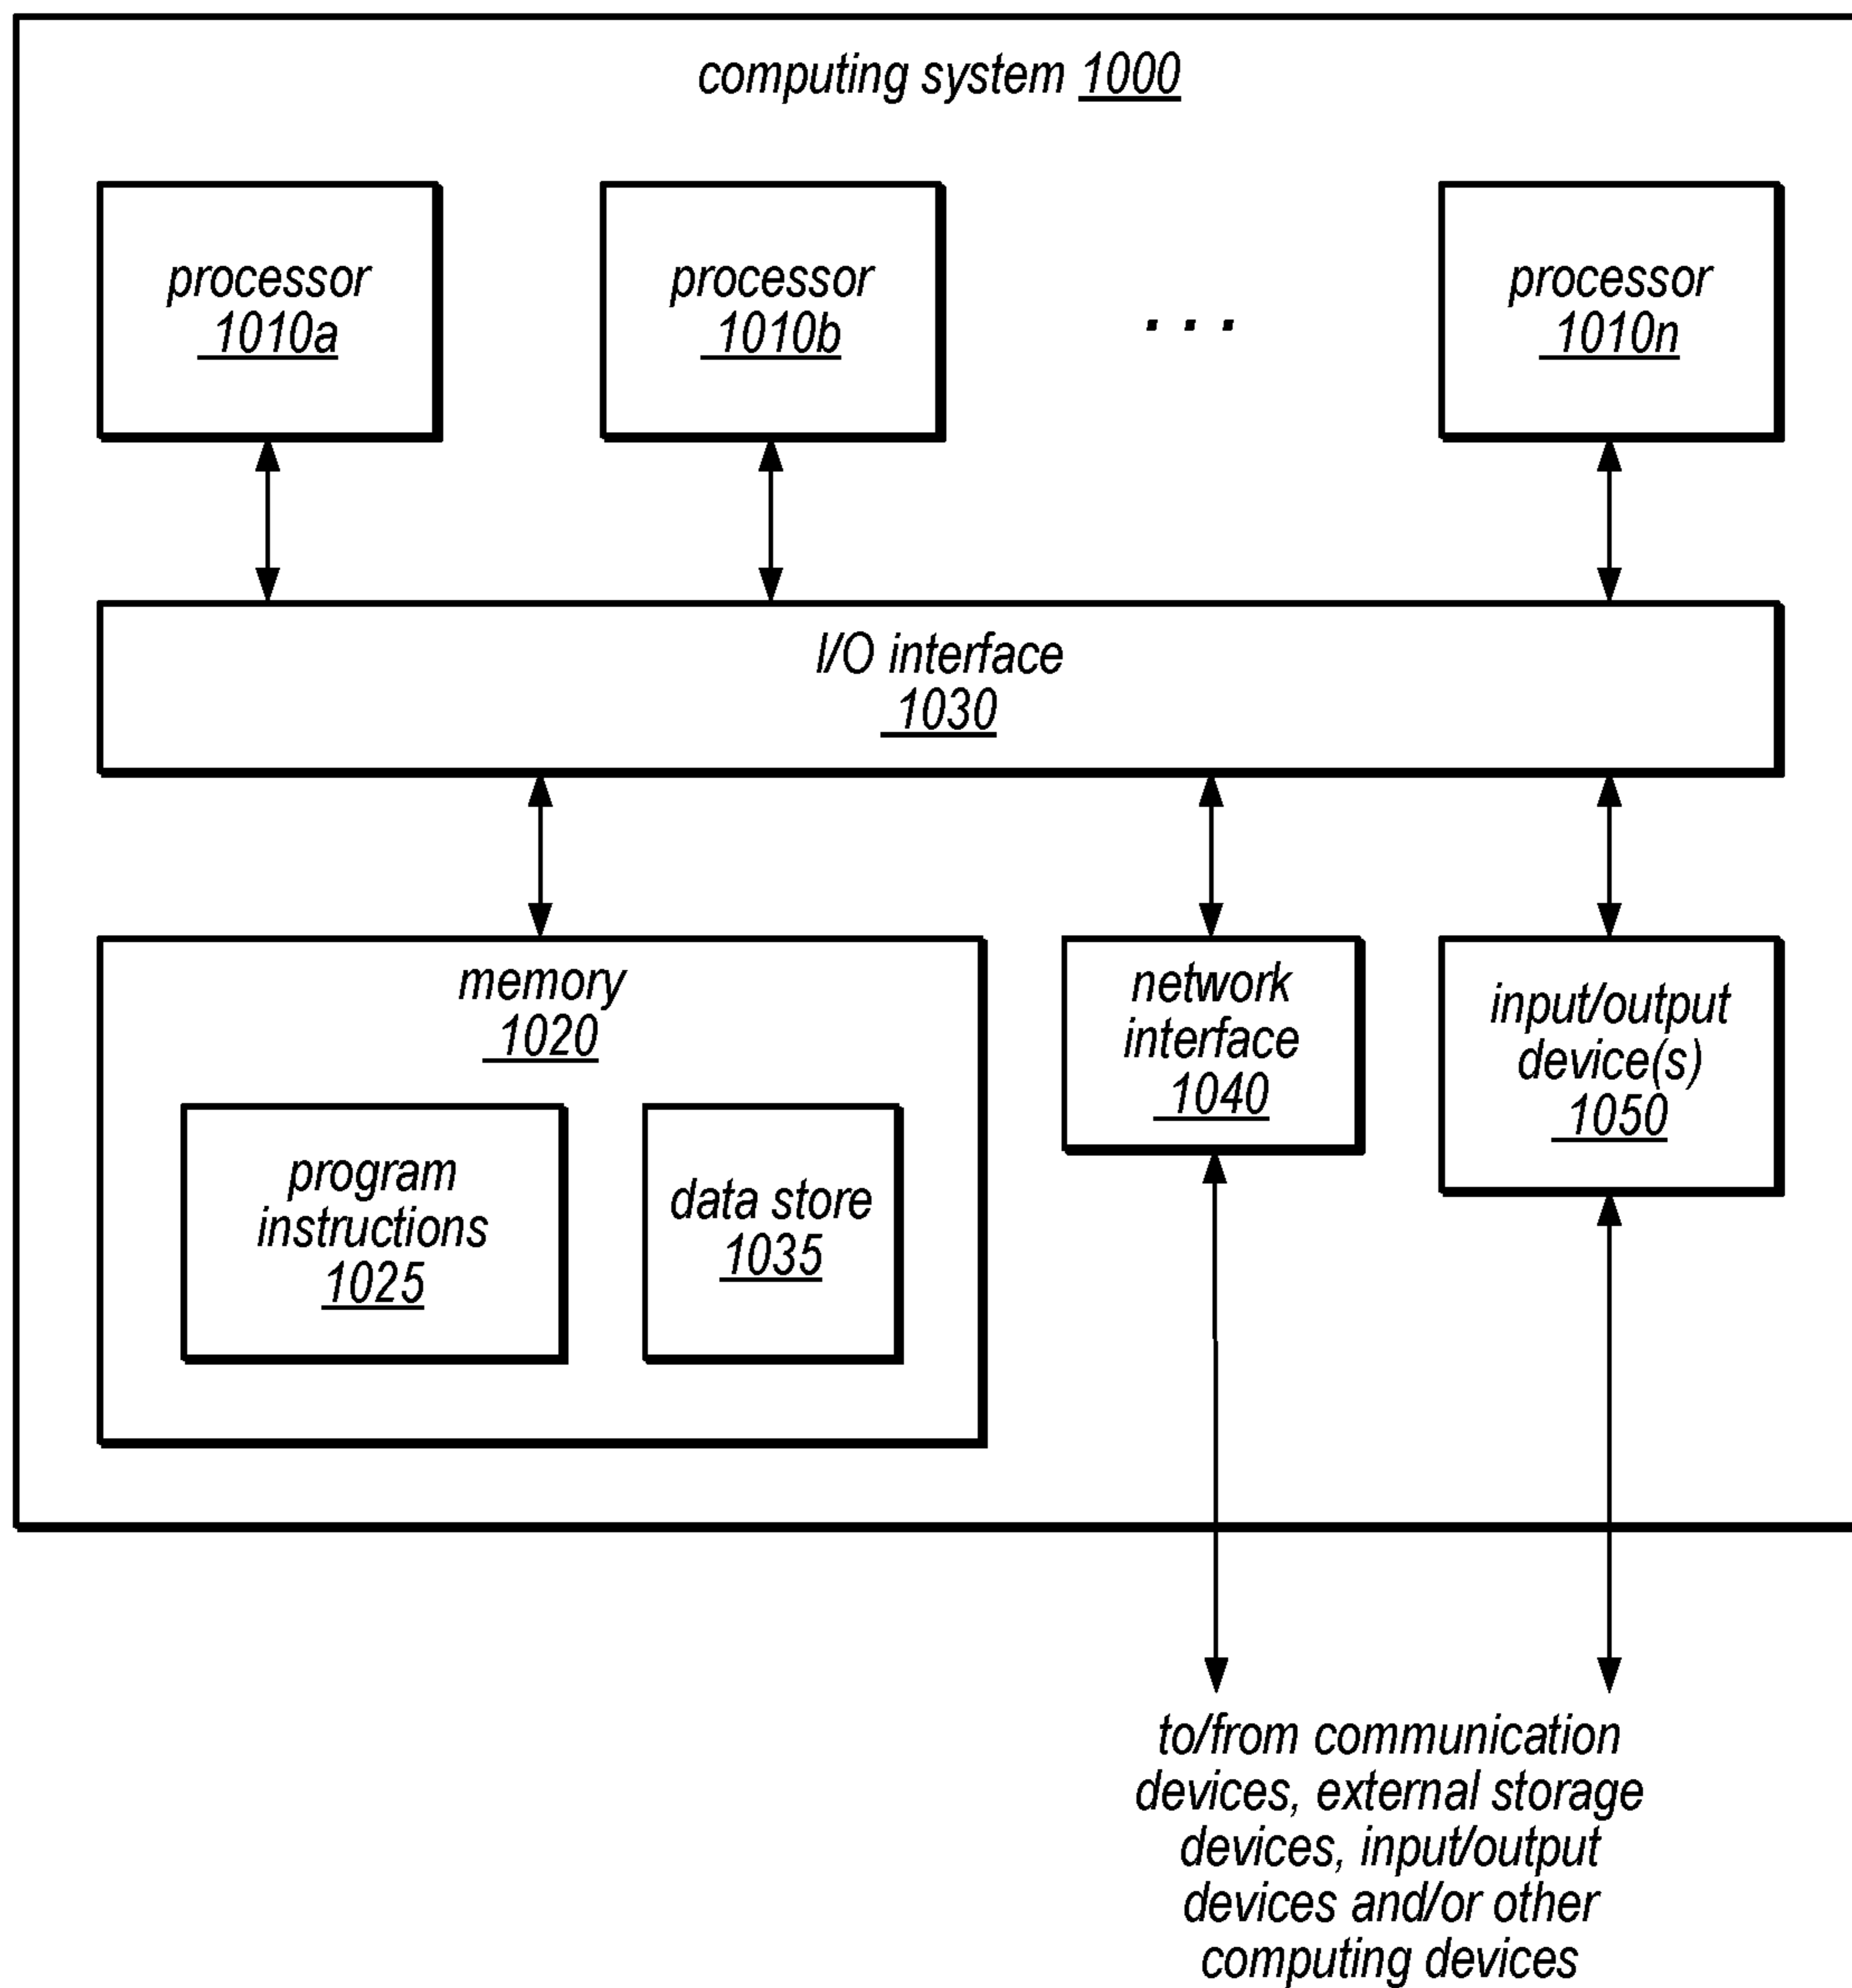 computing system 1000
processor
1010a
processor
1010b
. . .
processor
1010n
I/O interface
1030
memory
1020
program
instructions
1025
data store
1035
network
interface
1040
input/output
device(s)
1050
to/from communication
devices, external storage
devices, input/output
devices and/or other
computing devices